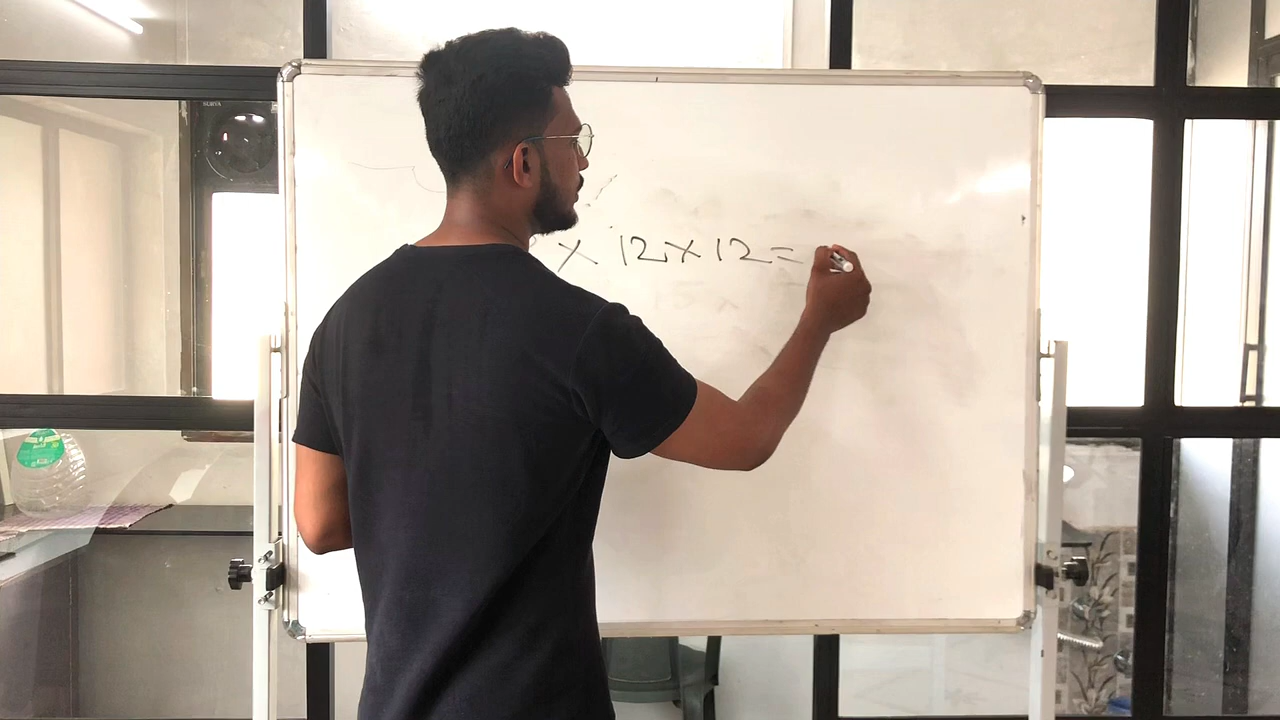 × 12 × 12 =